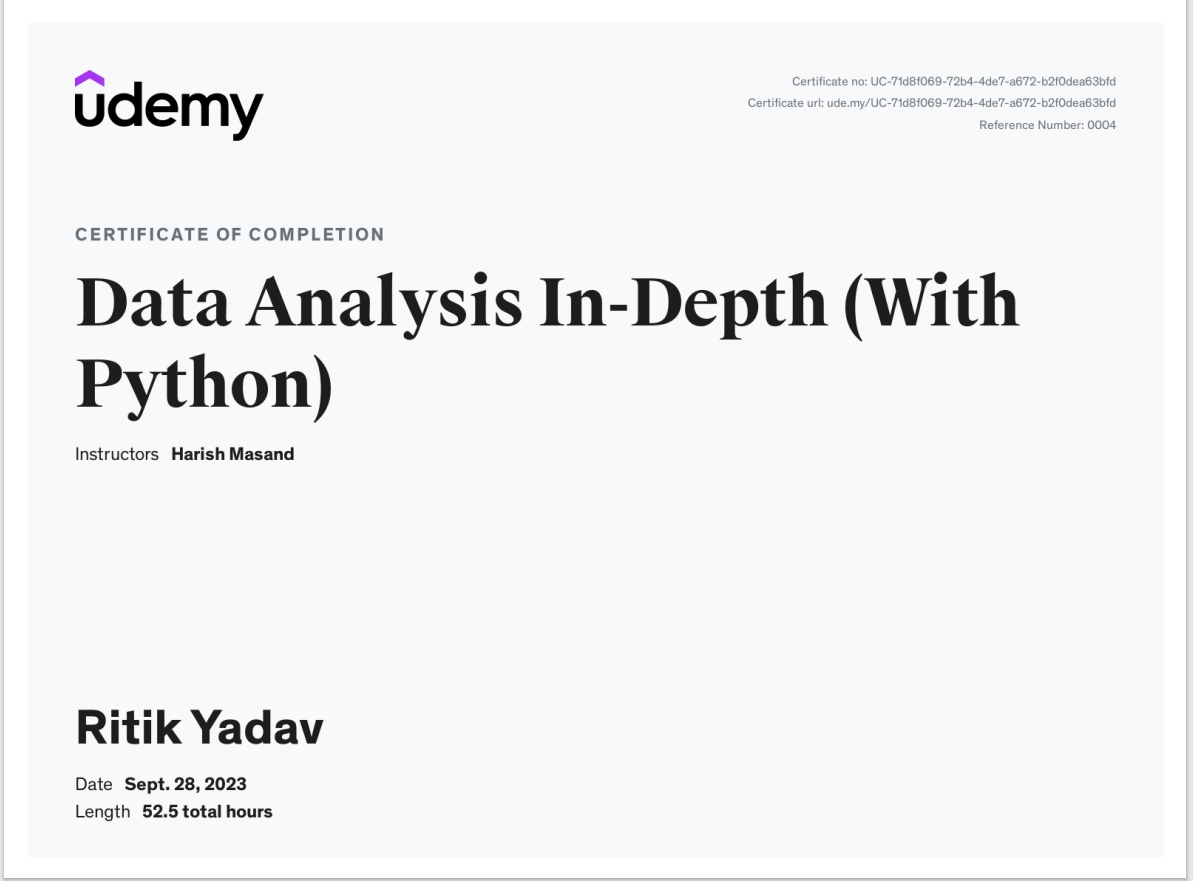 udemy
Certificate no: UC-71d8f069-72b4-4de7-a672-b2f0dea63bfd
Certificate url: ude.my/UC-71d8f069-72b4-4de7-a672-b2f0dea63bfd
Reference Number: 0004
CERTIFICATE OF COMPLETION
Data Analysis In-Depth (With
Python)
Instructors Harish Masand
Ritik Yadav
Date Sept. 28, 2023
Length 52.5 total hours